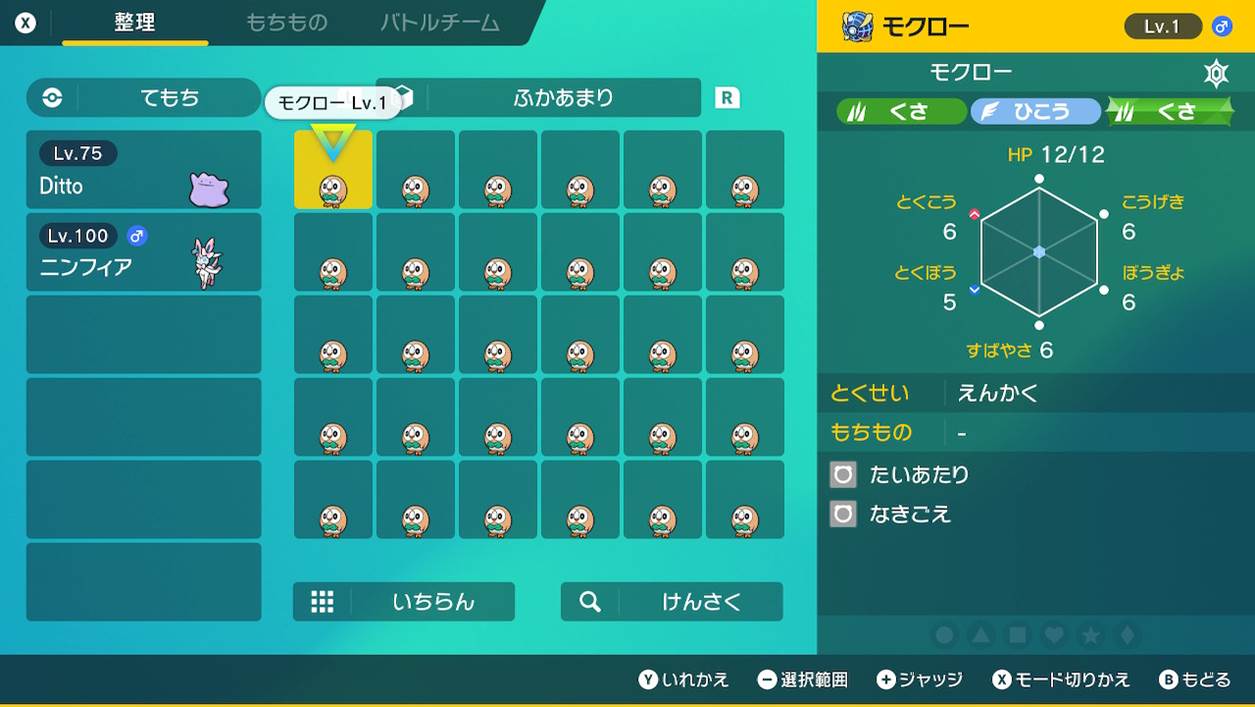 X 整理 もちもの バトルチーム
モクロー Lv.1
てもち モクロー Lv.1 ふかあまり R
モクロー
くさ ひこう くさ
Lv.75
Ditto
Lv.100
ニンフィア
HP 12/12
とくこう 6
こうげき 6
とくぼう 5
ぼうぎょ 6
すばやさ 6
とくせい えんかく
もちもの -
たいあたり
なきごえ
いちらん けんさく
Y いれかえ - 選択範囲 + ジャッジ X モード切りかえ B もどる